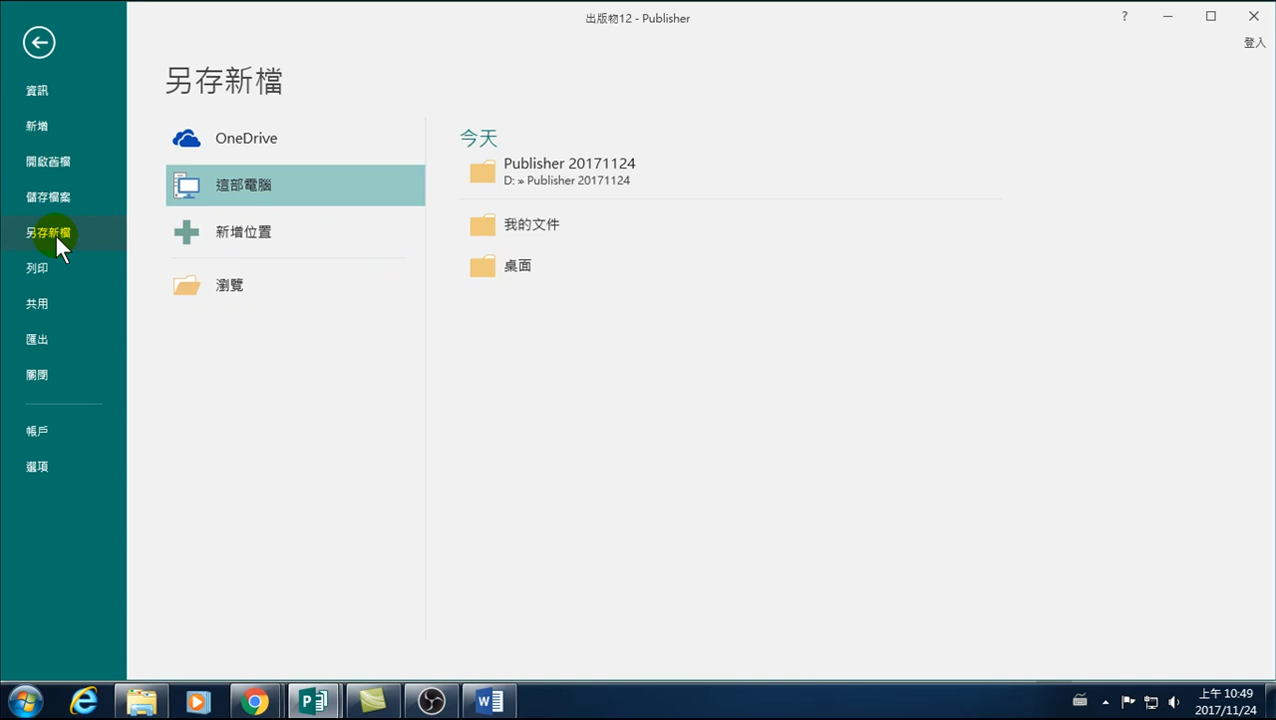 出版物12 - Publisher
?
登入
資訊
新增
開啟舊檔
儲存檔案
另存新檔
列印
共用
匯出
關閉
帳戶
選項
另存新檔
OneDrive
這部電腦
新增位置
瀏覽
今天
Publisher 20171124
D: » Publisher 20171124
我的文件
桌面
上午 10:49
2017/11/24